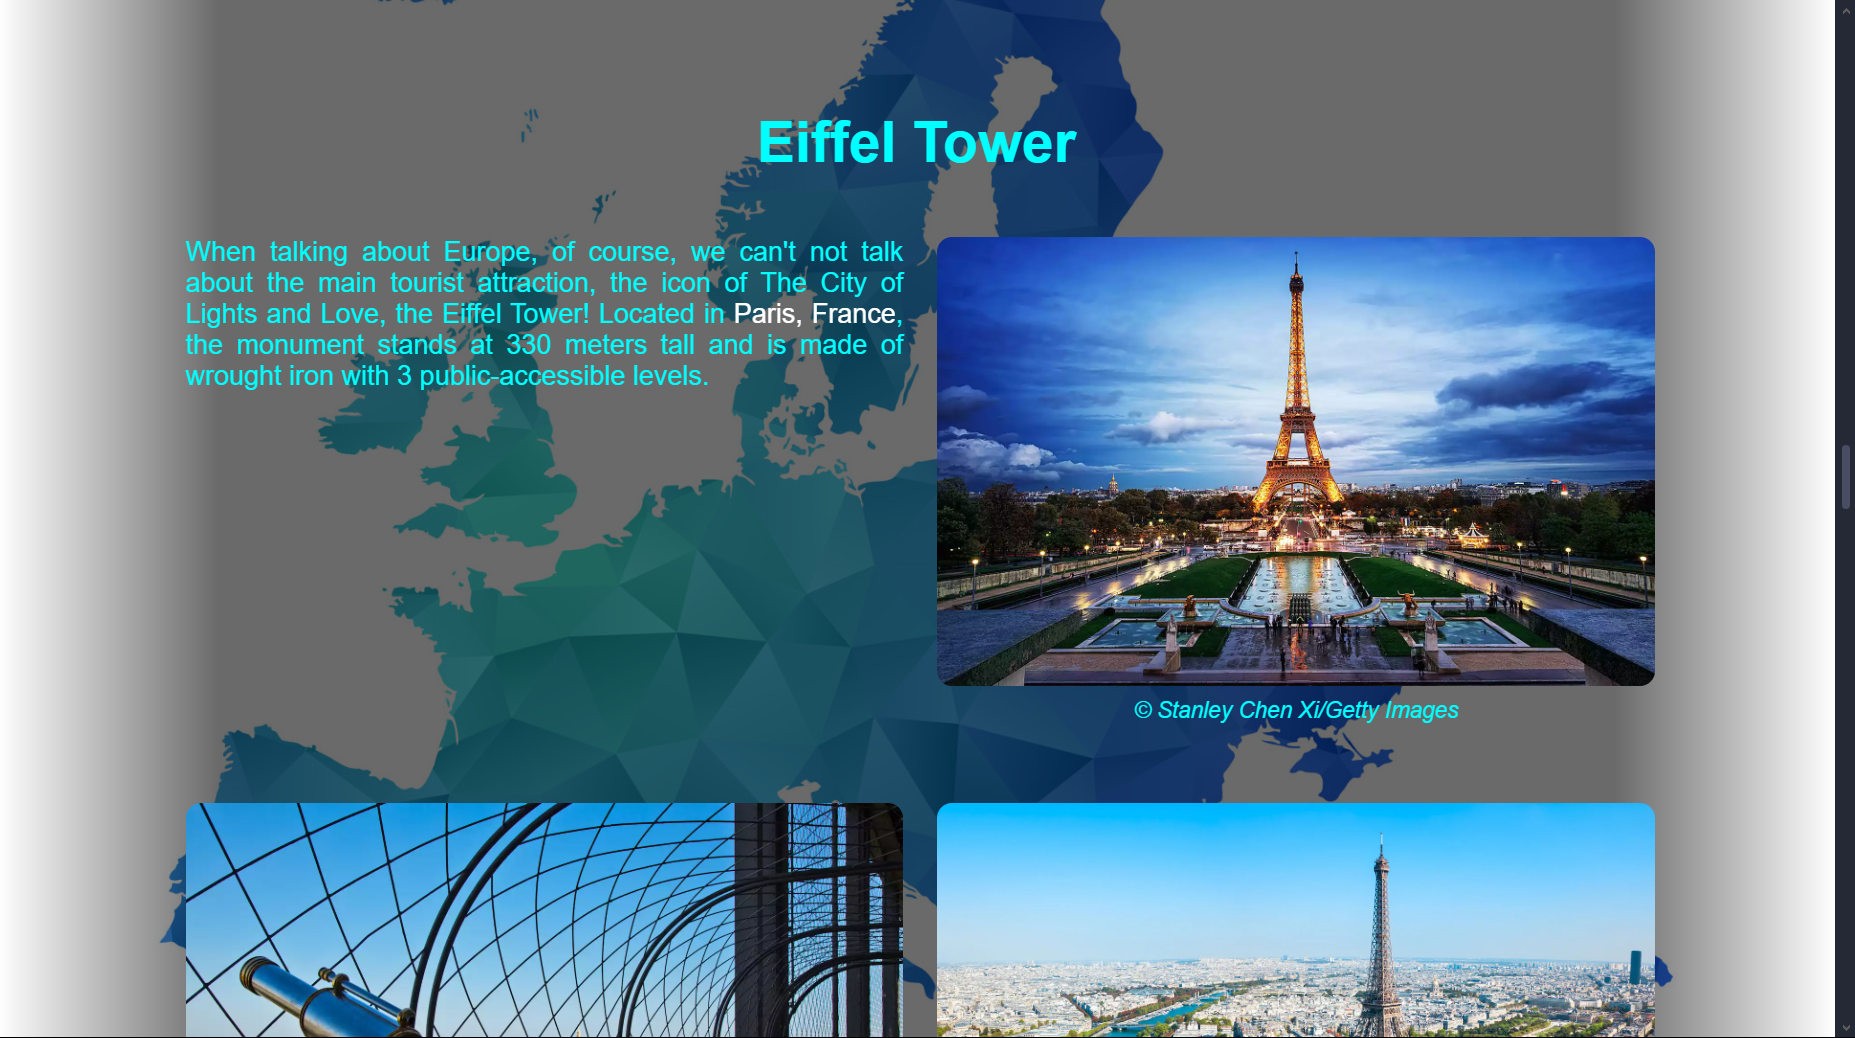 Eiffel Tower
When talking about Europe, of course, we can't not talk
about the main tourist attraction, the icon of The City of
Lights and Love, the Eiffel Tower! Located in Paris, France,
the monument stands at 330 meters tall and is made of
wrought iron with 3 public-accessible levels.
© Stanley Chen Xi/Getty Images